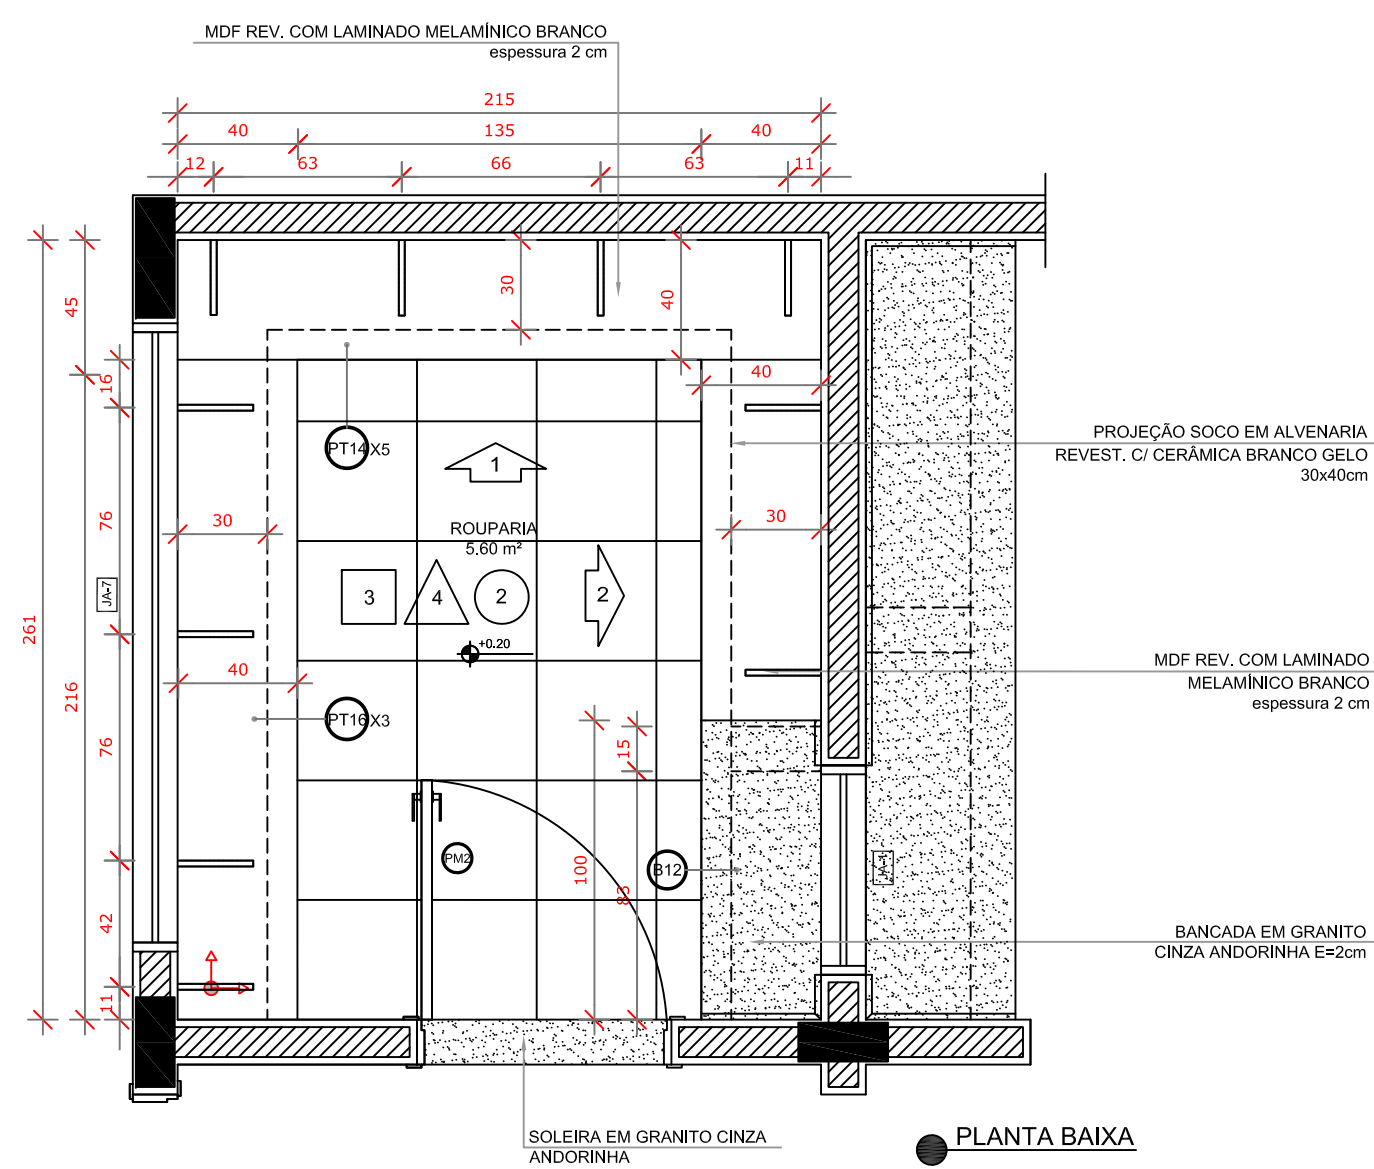 MDF REV. COM LAMINADO MELAMÍNICO BRANCO
espessura 2 cm
215
40 135 40
12 63 66 63 11
45
30
40
16
40
PROJEÇÃO SOCO EM ALVENARIA
REVEST. C/ CERÂMICA BRANCO GELO
30x40cm
PT14 X5
1
76
30
ROUPARIA
5.60 m²
30
JA-7
3 4 2 2
261
+0.20
40
216
MDF REV. COM LAMINADO
MELAMÍNICO BRANCO
espessura 2 cm
PT16 X3
76
15
PM2
B12
100
83
JA-1
42
BANCADA EM GRANITO
CINZA ANDORINHA E=2cm
11
SOLEIRA EM GRANITO CINZA
ANDORINHA
PLANTA BAIXA